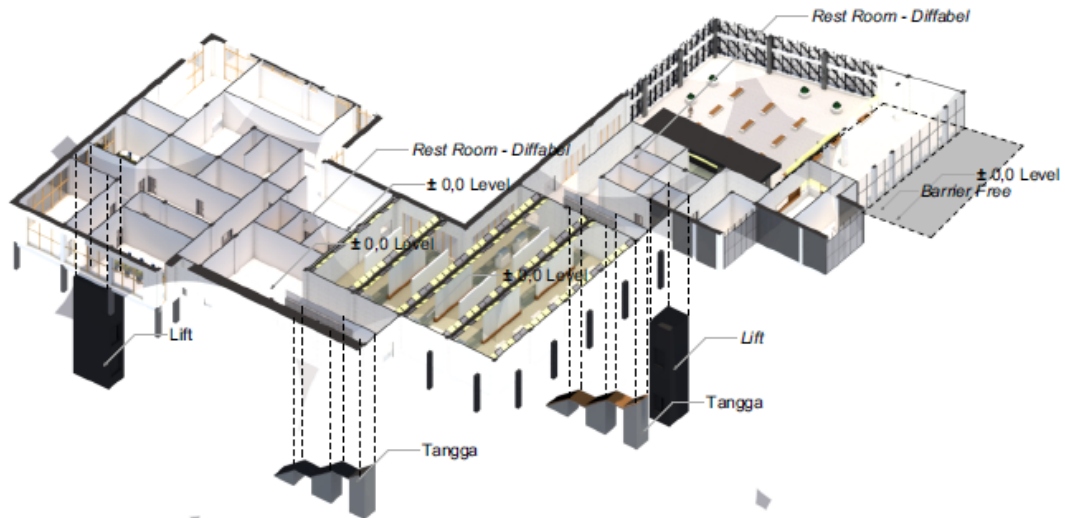 Rest Room - Diffabel
Rest Room - Diffabel
± 0,0 Level
± 0,0 Level
Barrier Free
± 0,0 Level
± 0,0 Level
Lift
Lift
Tangga
Tangga